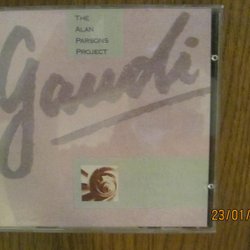 THE
ALAN
PARSONS
PROJECT
Gaudi
23/01/